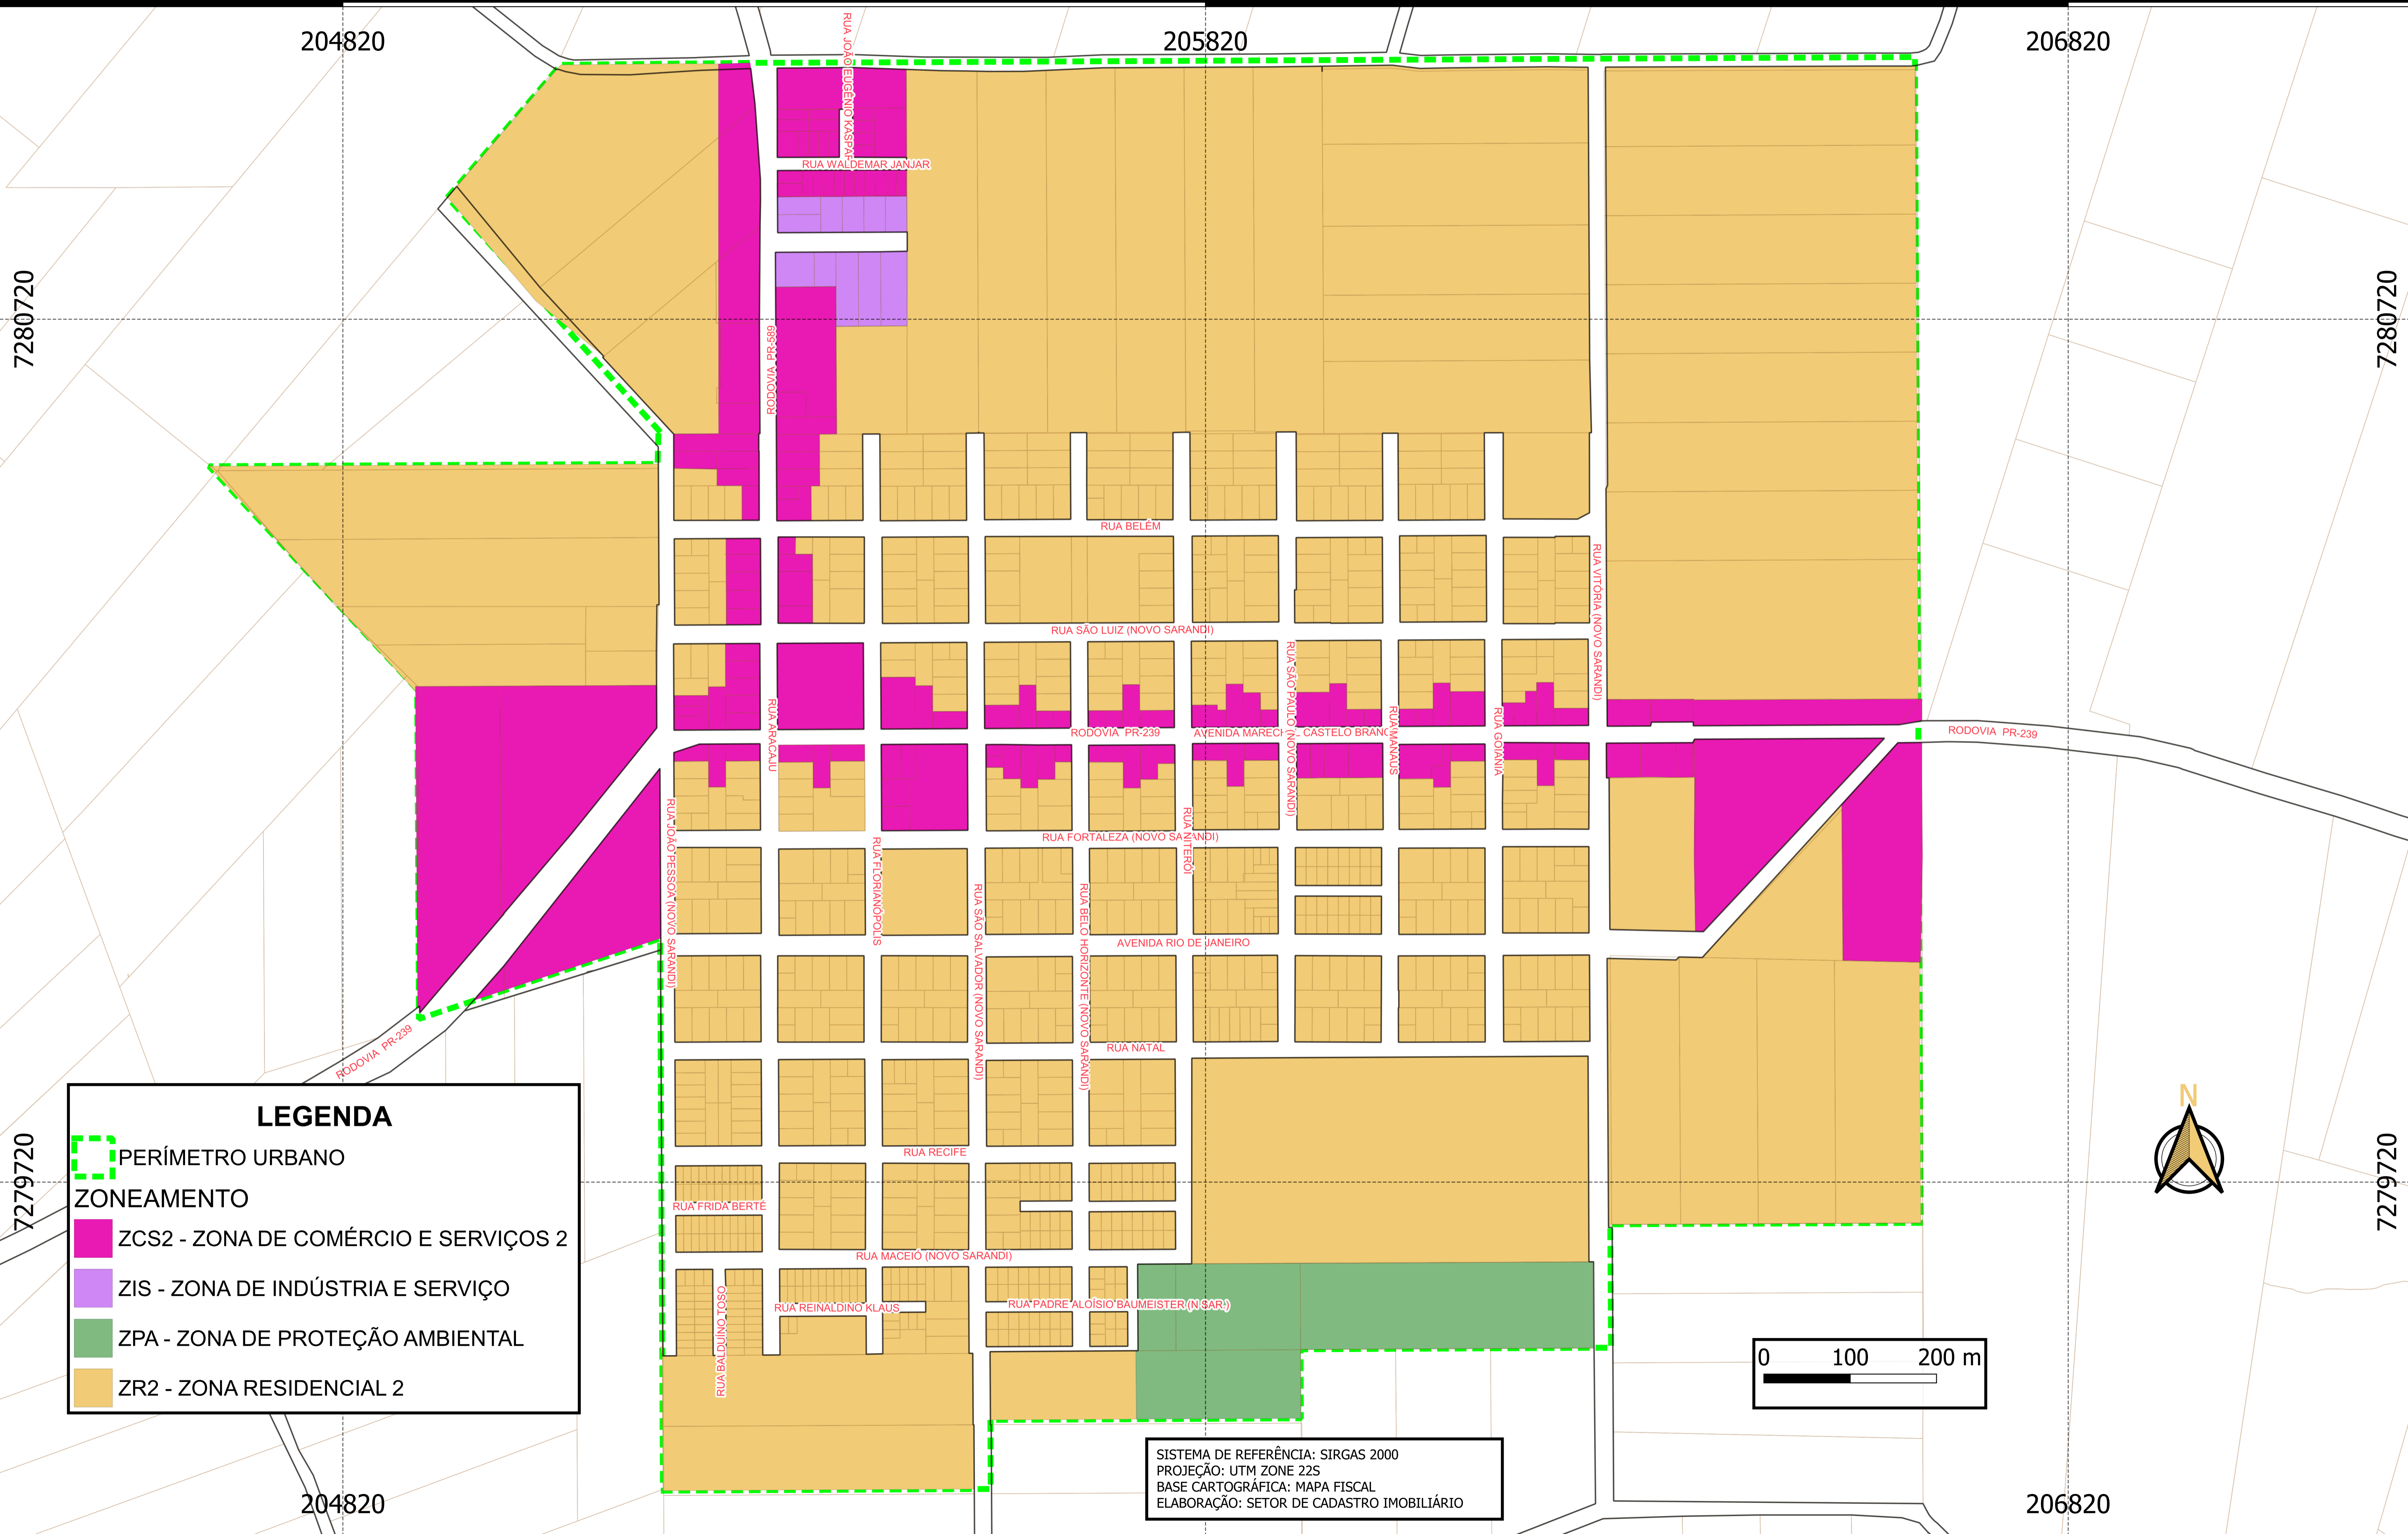 204820
205820
206820
RUA JOÃO EUGÊNIO KASPAR
RUA WALDEMAR JANJAR
7280720
7280720
RODOVIA PR-589
RUA BELÉM
RUA VITÓRIA (NOVO SARANDI)
RUA SÃO LUIZ (NOVO SARANDI)
RUA SÃO PAULO (NOVO SARANDI)
RUA ARACAJU
RUA MANAUS
RUA GOIANIA
RODOVIA PR-239
AVENIDA MARECHAL CASTELO BRANCO
RODOVIA PR-239
RUA JOÃO PESSOA (NOVO SARANDI)
RUA NITERÓI
RUA FORTALEZA (NOVO SARANDI)
RUA FLORIANÓPOLIS
RUA SÃO SALVADOR (NOVO SARANDI)
RUA BELO HORIZONTE (NOVO SARANDI)
AVENIDA RIO DE JANEIRO
RODOVIA PR-239
RUA NATAL
N
LEGENDA
PERÍMETRO URBANO
ZONEAMENTO
ZCS2 - ZONA DE COMÉRCIO E SERVIÇOS 2
ZIS - ZONA DE INDÚSTRIA E SERVIÇO
ZPA - ZONA DE PROTEÇÃO AMBIENTAL
ZR2 - ZONA RESIDENCIAL 2
7279720
7279720
RUA RECIFE
RUA FRIDA BERTÉ
RUA MACEIÓ (NOVO SARANDI)
RUA BALDUÍNO TOSO
RUA REINALDINO KLAUS
RUA PADRE ALOÍSIO BAUMEISTER (N SAR.)
0 100 200 m
SISTEMA DE REFERÊNCIA: SIRGAS 2000
PROJEÇÃO: UTM ZONE 22S
BASE CARTOGRÁFICA: MAPA FISCAL
ELABORAÇÃO: SETOR DE CADASTRO IMOBILIÁRIO
204820
206820